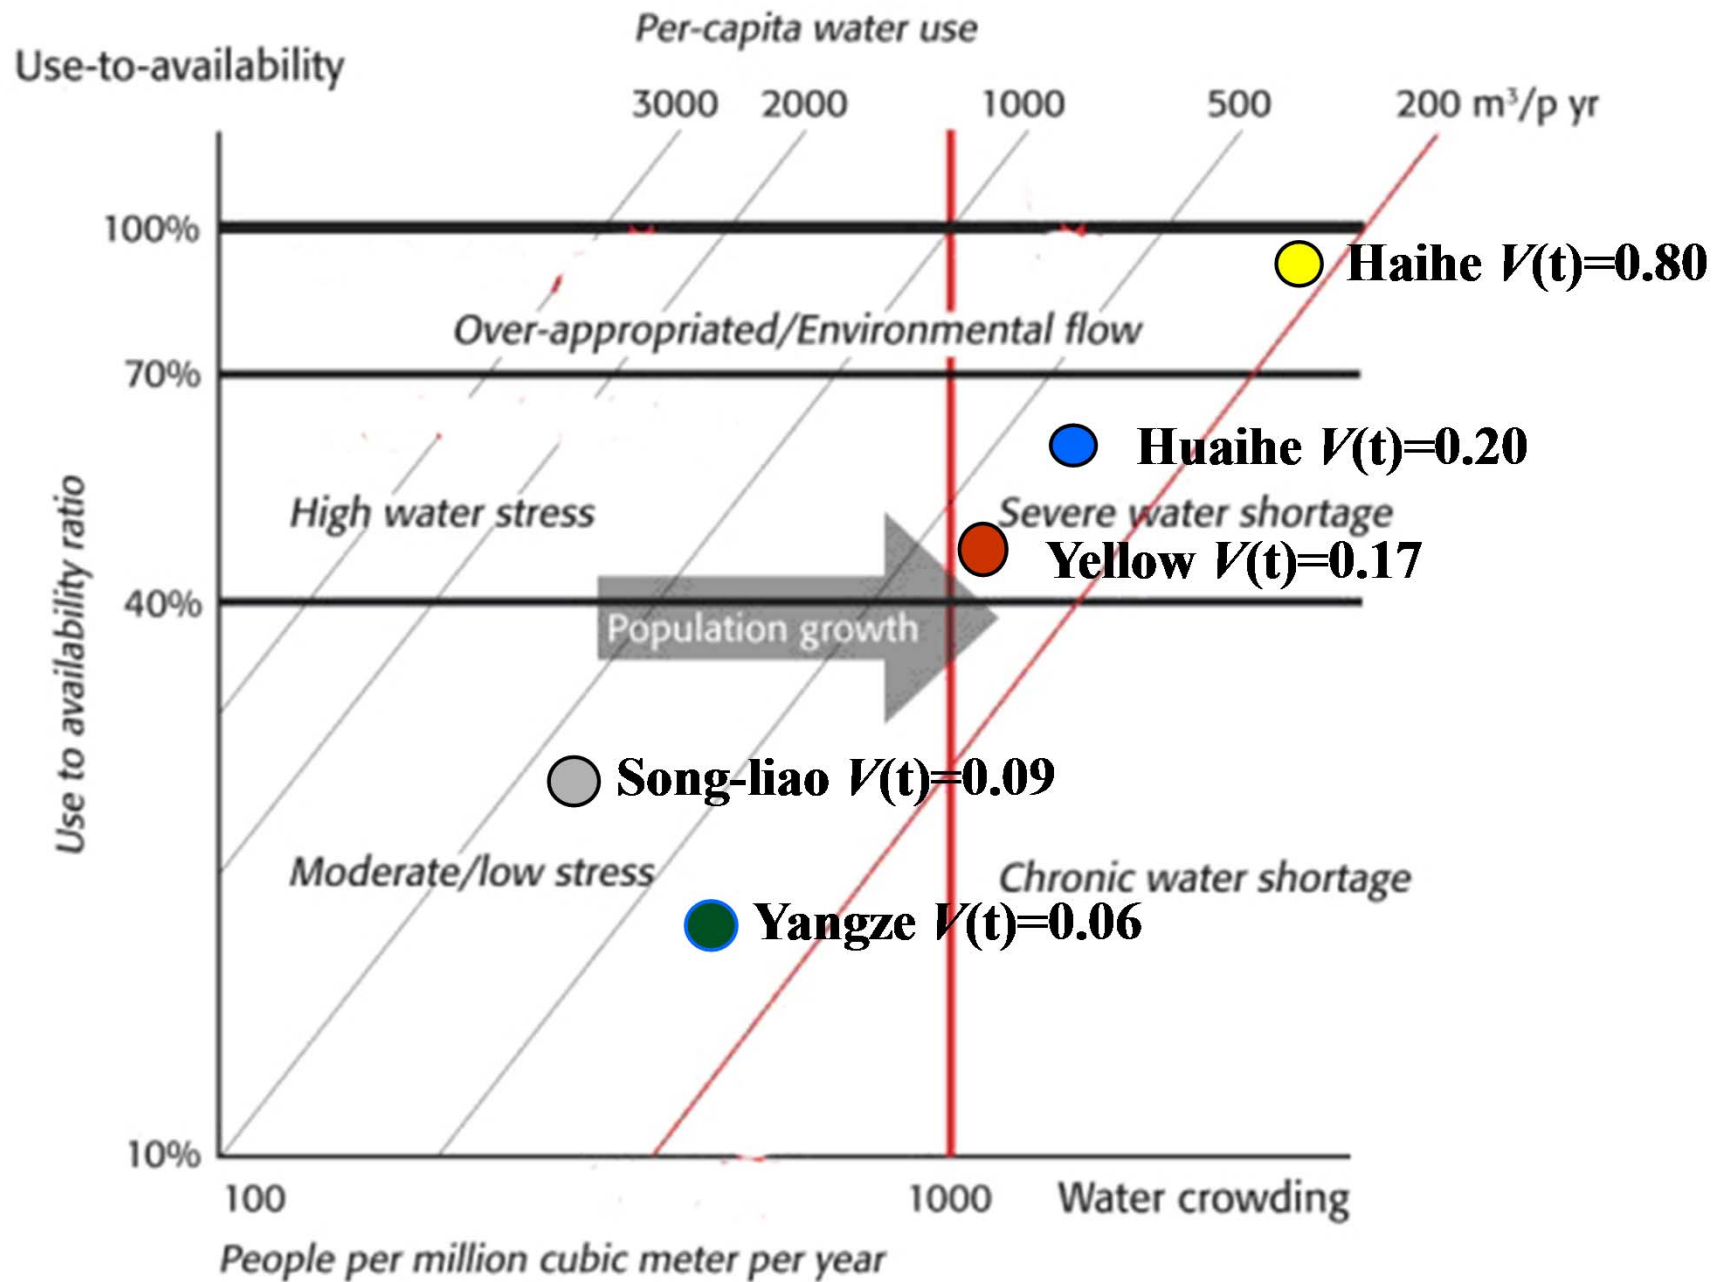 Per-capita water use
Use-to-availability
3000 2000 1000 500 200 m³/p yr
100%
Haihe V(t)=0.80
Over-appropriated/Environmental flow
70%
Huaihe V(t)=0.20
High water stress
Severe water shortage
Yellow V(t)=0.17
40%
Population growth
Use to availability ratio
Song-liao V(t)=0.09
Moderate/low stress
Chronic water shortage
Yangze V(t)=0.06
10%
100 1000 Water crowding
People per million cubic meter per year